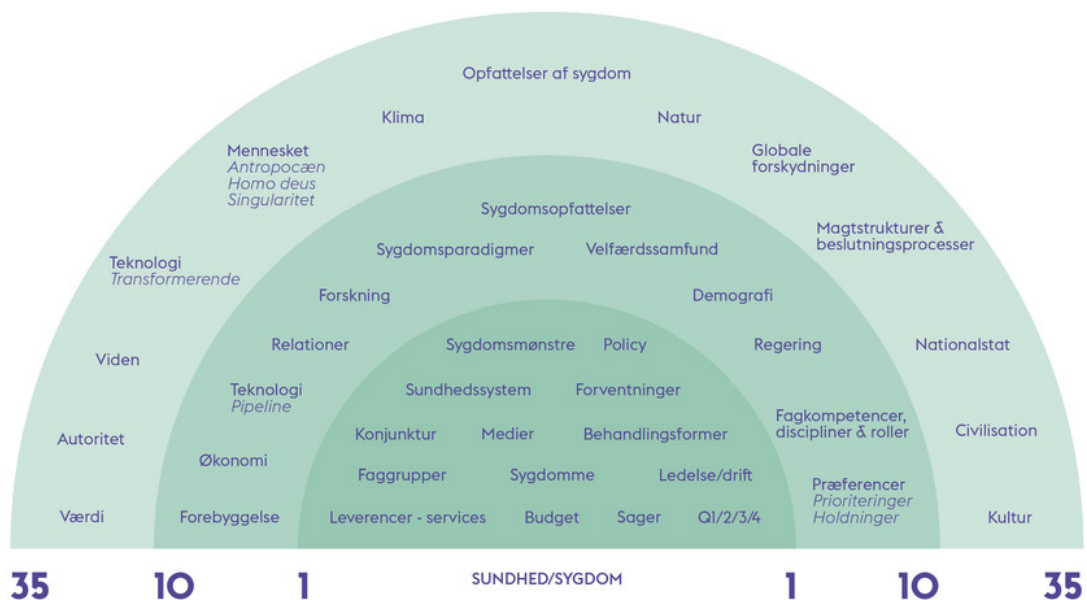 Opfattelser af sygdom
Klima
Natur
Mennesket
Antropocæn
Homo deus
Singularitet
Globale
forskydninger
Sygdomsopfattelser
Magtstrukturer &
beslutningsprocesser
Sygdomsparadigmer
Velfærdssamfund
Teknologi
Transformerende
Forskning
Demografi
Relationer
Sygdomsmønstre
Policy
Regering
Nationalstat
Viden
Teknologi
Pipeline
Sundhedssystem
Forventninger
Fagkompetencer,
discipliner & roller
Autoritet
Konjunktur
Medier
Behandlingsformer
Civilisation
Økonomi
Faggrupper
Sygdomme
Ledelse/drift
Præferencer
Prioriteringer
Holdninger
Værdi
Forebyggelse
Leverencer - services
Budget
Sager
Q1/2/3/4
Kultur
35 10 1 SUNDHED/SYGDOM 1 10 35